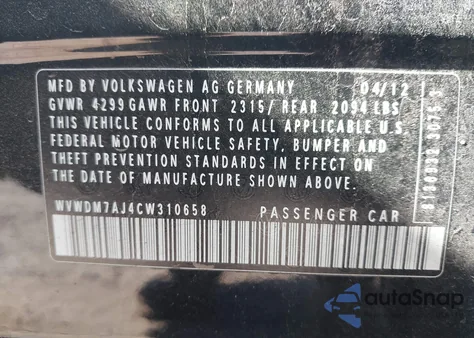 MFD BY VOLKSWAGEN AG GERMANY 04/12
GVWR 4299 GAWR FRONT 2315/ REAR 2094 LBS
THIS VEHICLE CONFORMS TO ALL APPLICABLE U.S.
FEDERAL MOTOR VEHICLE SAFETY, BUMPER AND
THEFT PREVENTION STANDARDS IN EFFECT ON
THE DATE OF MANUFACTURE SHOWN ABOVE.
WVWDM7AJ4CW310658 PASSENGER CAR
autoSnap